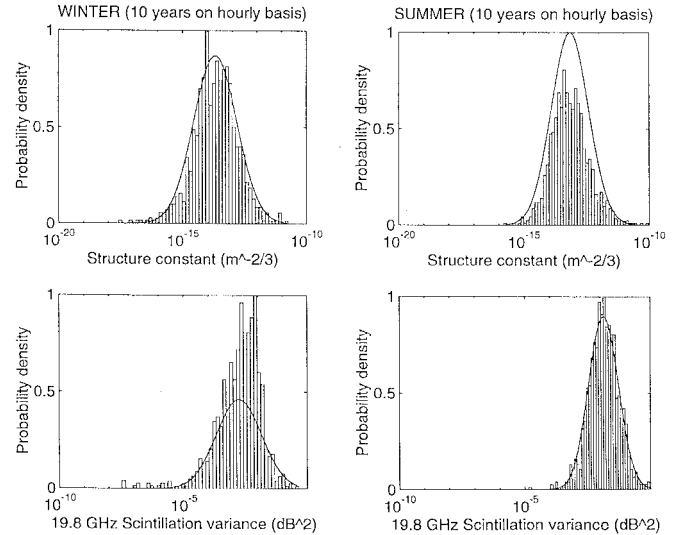 WINTER (10 years on hourly basis)
SUMMER (10 years on hourly basis)
Probability density
1
0.5
0
10^-20
10^-15
10^-10
Structure constant (m^-2/3)
Probability density
1
0.5
0
10^-20
10^-15
10^-10
Structure constant (m^-2/3)
Probability density
1
0.5
0
10^-10
10^-5
19.8 GHz Scintillation variance (dB^2)
Probability density
1
0.5
0
10^-10
10^-5
19.8 GHz Scintillation variance (dB^2)